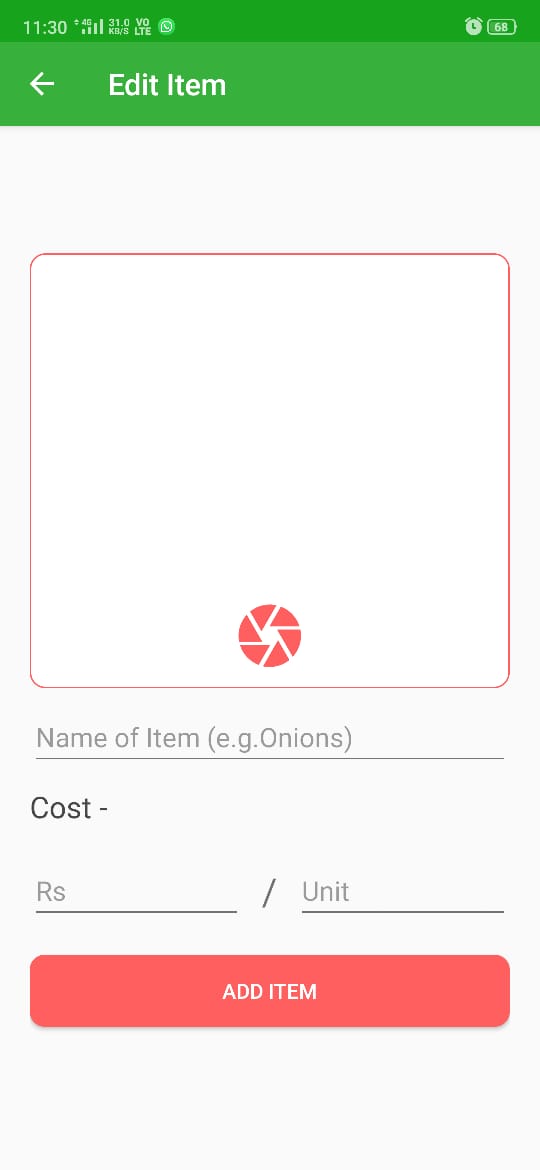 11:30 4G 31.0 KB/S VO LTE 68
Edit Item
Name of Item (e.g.Onions)
Cost -
Rs / Unit
ADD ITEM